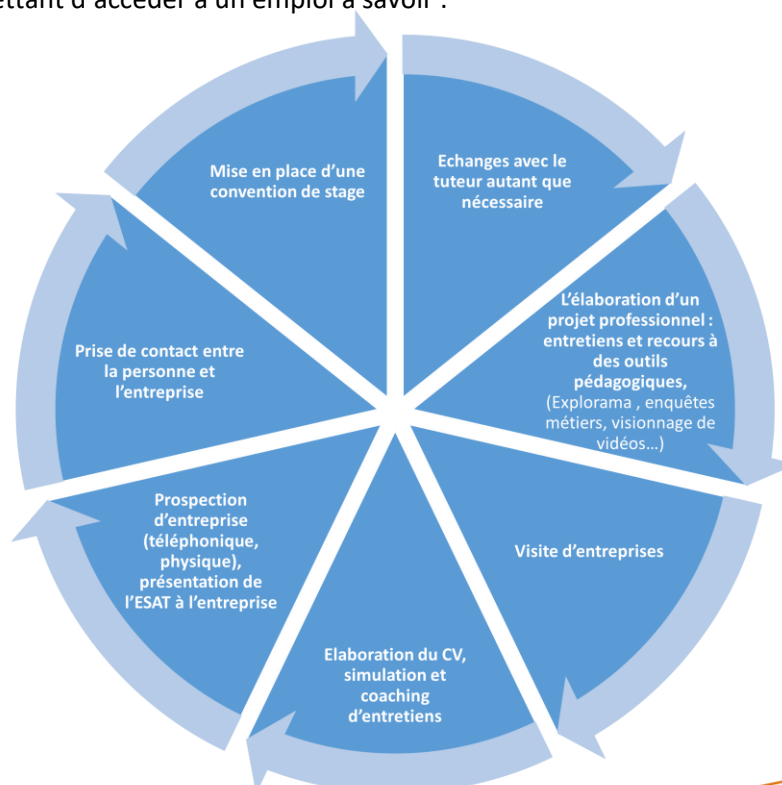 ettant d'accéder à un emploi à savoir :
Echanges avec le
tuteur autant que
nécessaire
L'élaboration d'un
projet professionnel :
entretiens et recours à
des outils
pédagogiques,
(Explorama , enquêtes
métiers, visionnage de
vidéos...)
Visite d'entreprises
Elaboration du CV,
simulation et
coaching
d'entretiens
Prospection
d'entreprise
(téléphonique,
physique),
présentation de
l'ESAT à l'entreprise
Prise de contact entre
la personne et
l'entreprise
Mise en place d'une
convention de stage